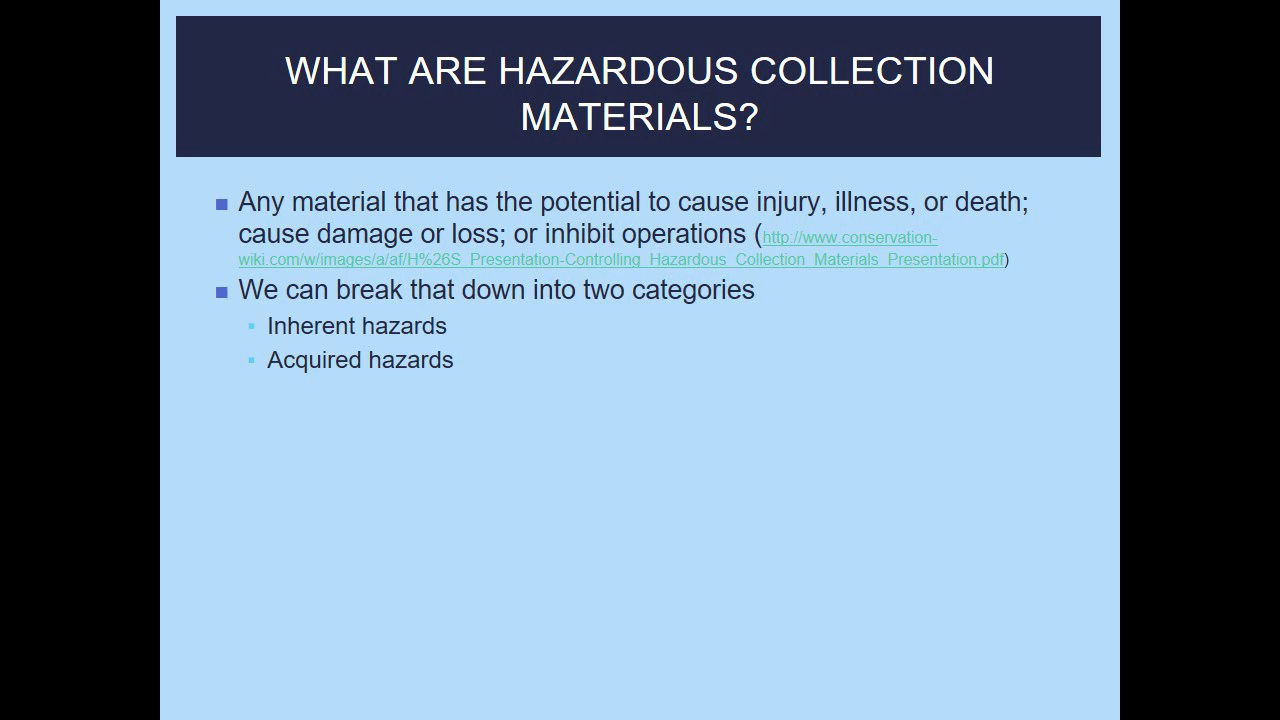 WHAT ARE HAZARDOUS COLLECTION
MATERIALS?
Any material that has the potential to cause injury, illness, or death;
cause damage or loss; or inhibit operations (http://www.conservation-
wiki.com/w/images/a/af/H%26S_Presentation-Controlling_Hazardous_Collection_Materials_Presentation.pdf)
We can break that down into two categories
Inherent hazards
Acquired hazards